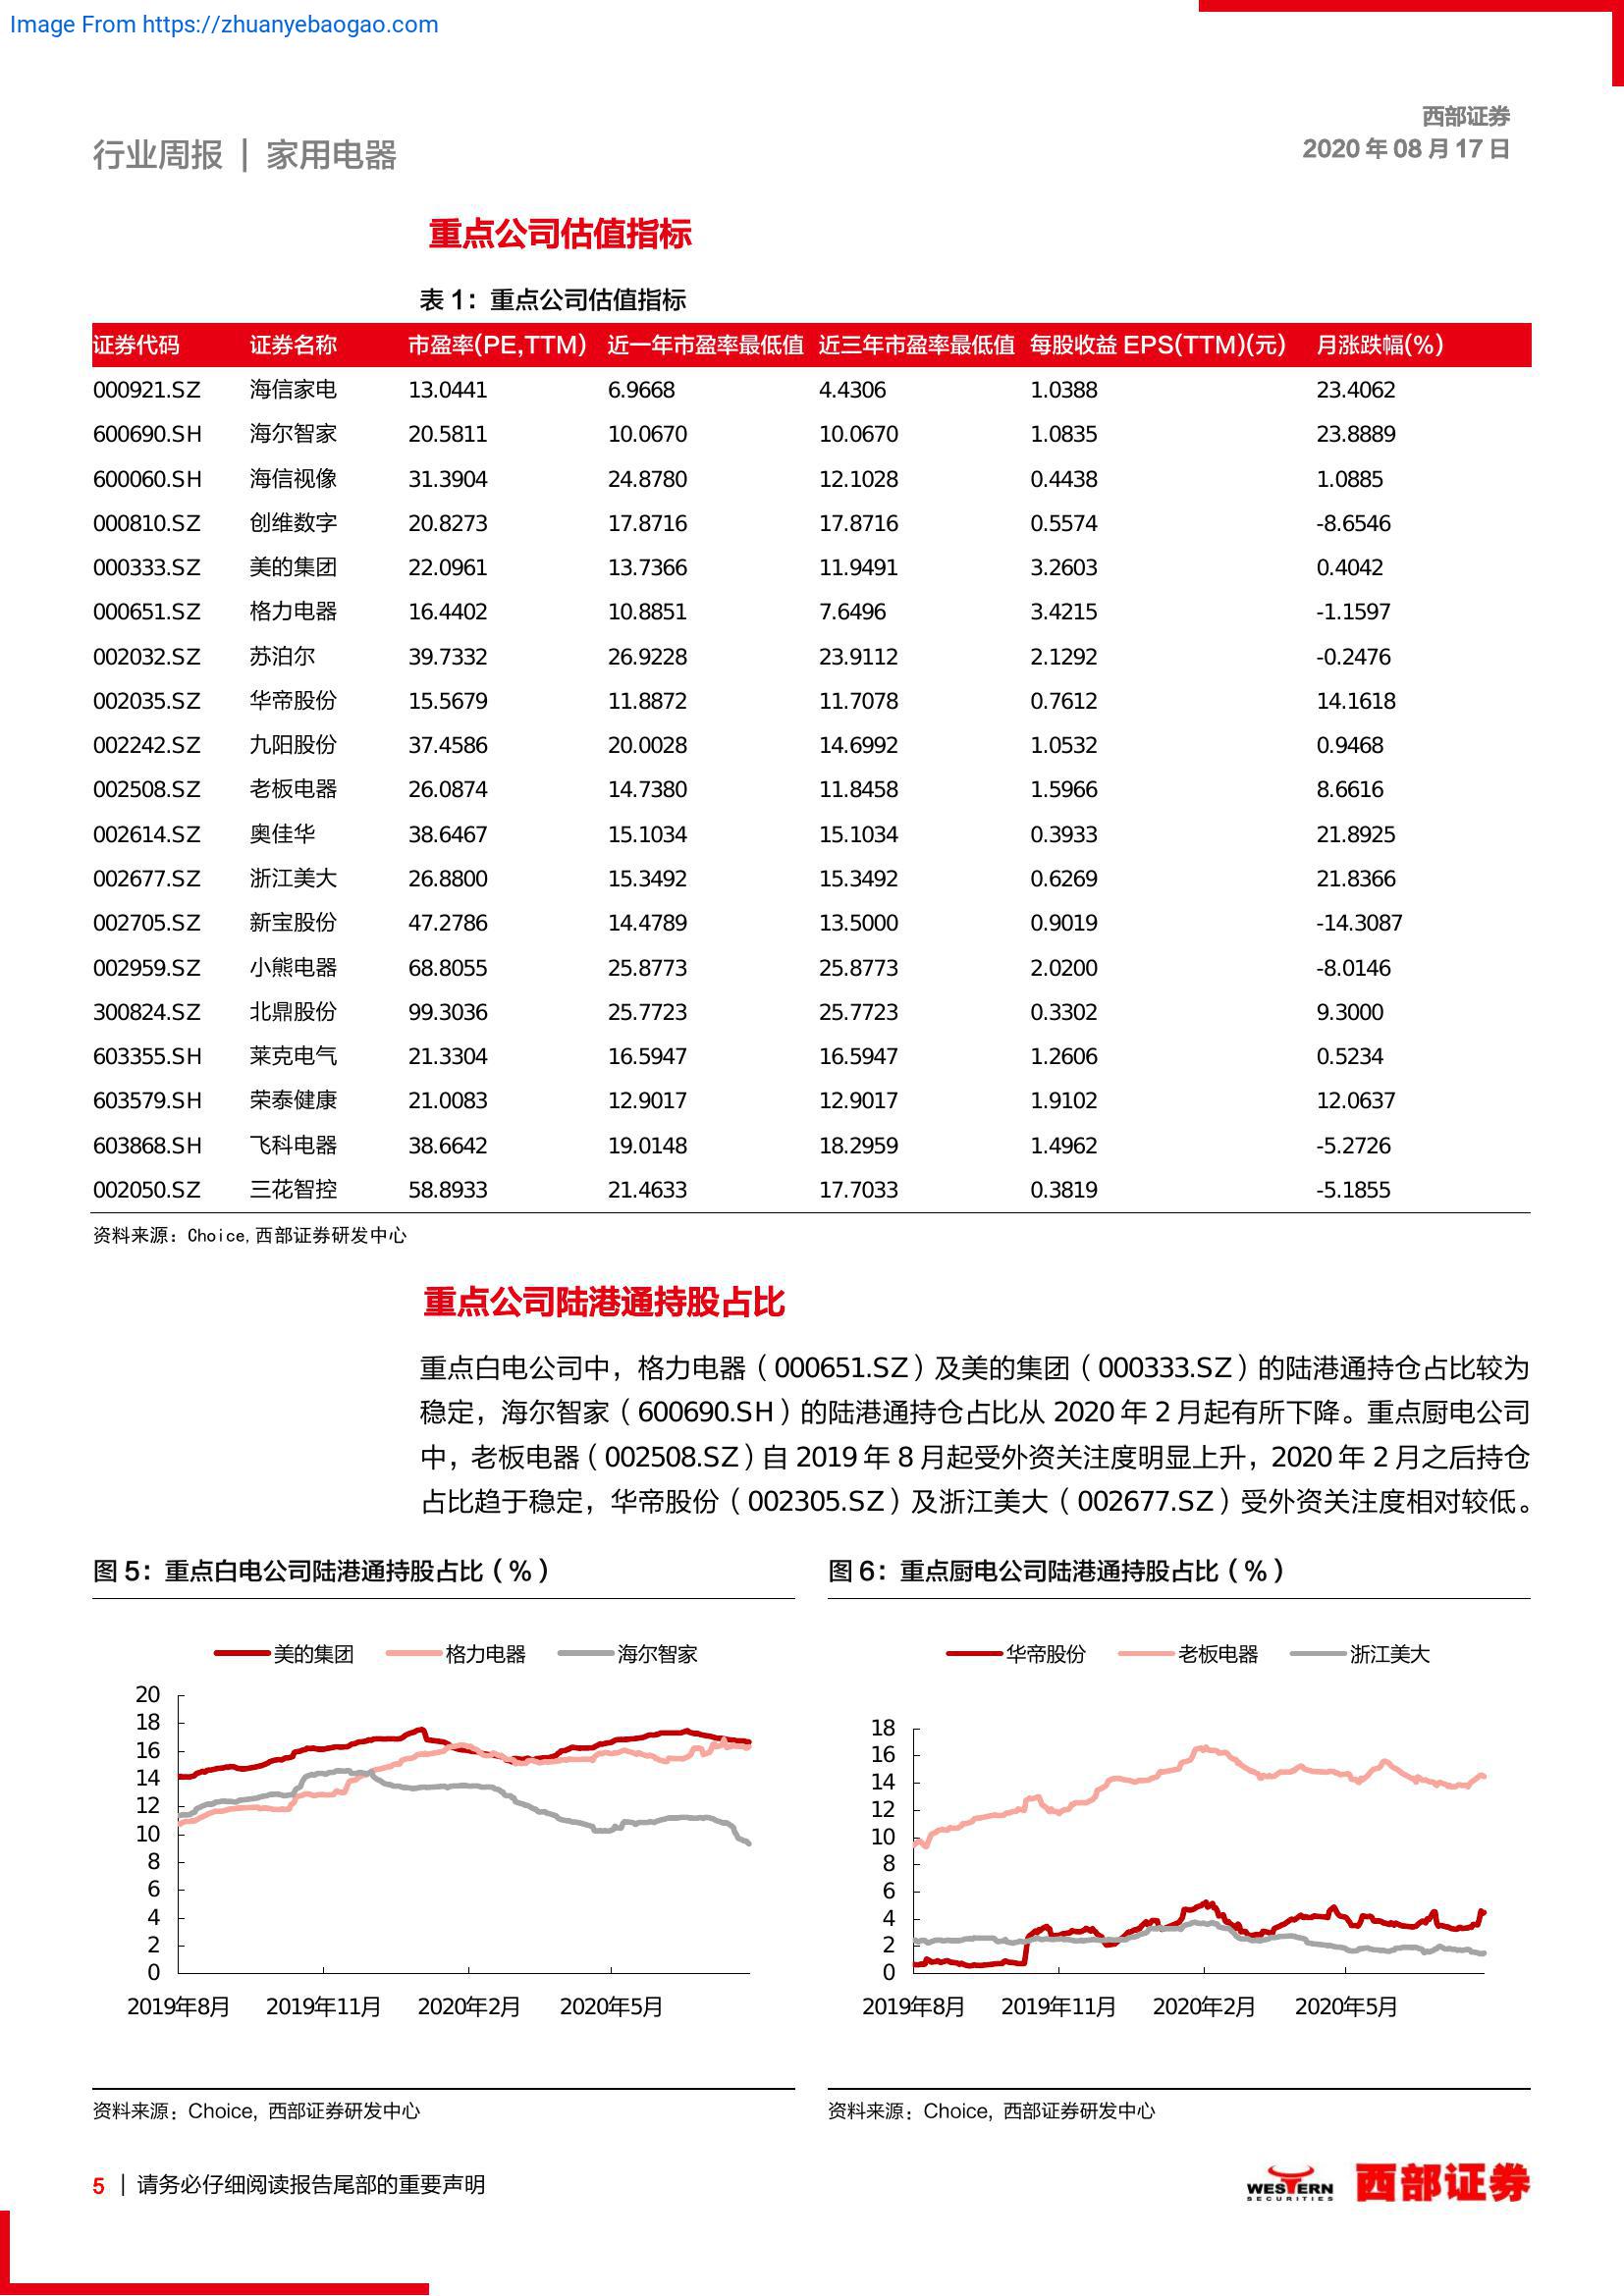 Image From https://zhuanyebaogao.com
西部证券
行业周报 | 家用电器
2020 年 08 月 17 日
重点公司估值指标
表 1：重点公司估值指标
证券代码 证券名称 市盈率(PE,TTM) 近一年市盈率最低值 近三年市盈率最低值 每股收益 EPS(TTM)(元) 月涨跌幅(%)
000921.SZ 海信家电 13.0441 6.9668 4.4306 1.0388 23.4062
600690.SH 海尔智家 20.5811 10.0670 10.0670 1.0835 23.8889
600060.SH 海信视像 31.3904 24.8780 12.1028 0.4438 1.0885
000810.SZ 创维数字 20.8273 17.8716 17.8716 0.5574 -8.6546
000333.SZ 美的集团 22.0961 13.7366 11.9491 3.2603 0.4042
000651.SZ 格力电器 16.4402 10.8851 7.6496 3.4215 -1.1597
002032.SZ 苏泊尔 39.7332 26.9228 23.9112 2.1292 -0.2476
002035.SZ 华帝股份 15.5679 11.8872 11.7078 0.7612 14.1618
002242.SZ 九阳股份 37.4586 20.0028 14.6992 1.0532 0.9468
002508.SZ 老板电器 26.0874 14.7380 11.8458 1.5966 8.6616
002614.SZ 奥佳华 38.6467 15.1034 15.1034 0.3933 21.8925
002677.SZ 浙江美大 26.8800 15.3492 15.3492 0.6269 21.8366
002705.SZ 新宝股份 47.2786 14.4789 13.5000 0.9019 -14.3087
002959.SZ 小熊电器 68.8055 25.8773 25.8773 2.0200 -8.0146
300824.SZ 北鼎股份 99.3036 25.7723 25.7723 0.3302 9.3000
603355.SH 莱克电气 21.3304 16.5947 16.5947 1.2606 0.5234
603579.SH 荣泰健康 21.0083 12.9017 12.9017 1.9102 12.0637
603868.SH 飞科电器 38.6642 19.0148 18.2959 1.4962 -5.2726
002050.SZ 三花智控 58.8933 21.4633 17.7033 0.3819 -5.1855
资料来源：Choice,西部证券研发中心
重点公司陆港通持股占比
重点白电公司中，格力电器（000651.SZ）及美的集团（000333.SZ）的陆港通持仓占比较为
稳定，海尔智家（600690.SH）的陆港通持仓占比从 2020 年 2 月起有所下降。重点厨电公司
中，老板电器（002508.SZ）自 2019 年 8 月起受外资关注度明显上升，2020 年 2 月之后持仓
占比趋于稳定，华帝股份（002305.SZ）及浙江美大（002677.SZ）受外资关注度相对较低。
图 5：重点白电公司陆港通持股占比（%）
美的集团 格力电器 海尔智家
20
18
16
14
12
10
8
6
4
2
0
2019年8月 2019年11月 2020年2月 2020年5月
资料来源：Choice, 西部证券研发中心
图 6：重点厨电公司陆港通持股占比（%）
华帝股份 老板电器 浙江美大
18
16
14
12
10
8
6
4
2
0
2019年8月 2019年11月 2020年2月 2020年5月
资料来源：Choice, 西部证券研发中心
5 | 请务必仔细阅读报告尾部的重要声明
WESTERN
SECURITIES
西部证券